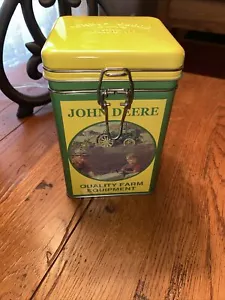 JOHN DEERE
QUALITY FARM
EQUIPMENT